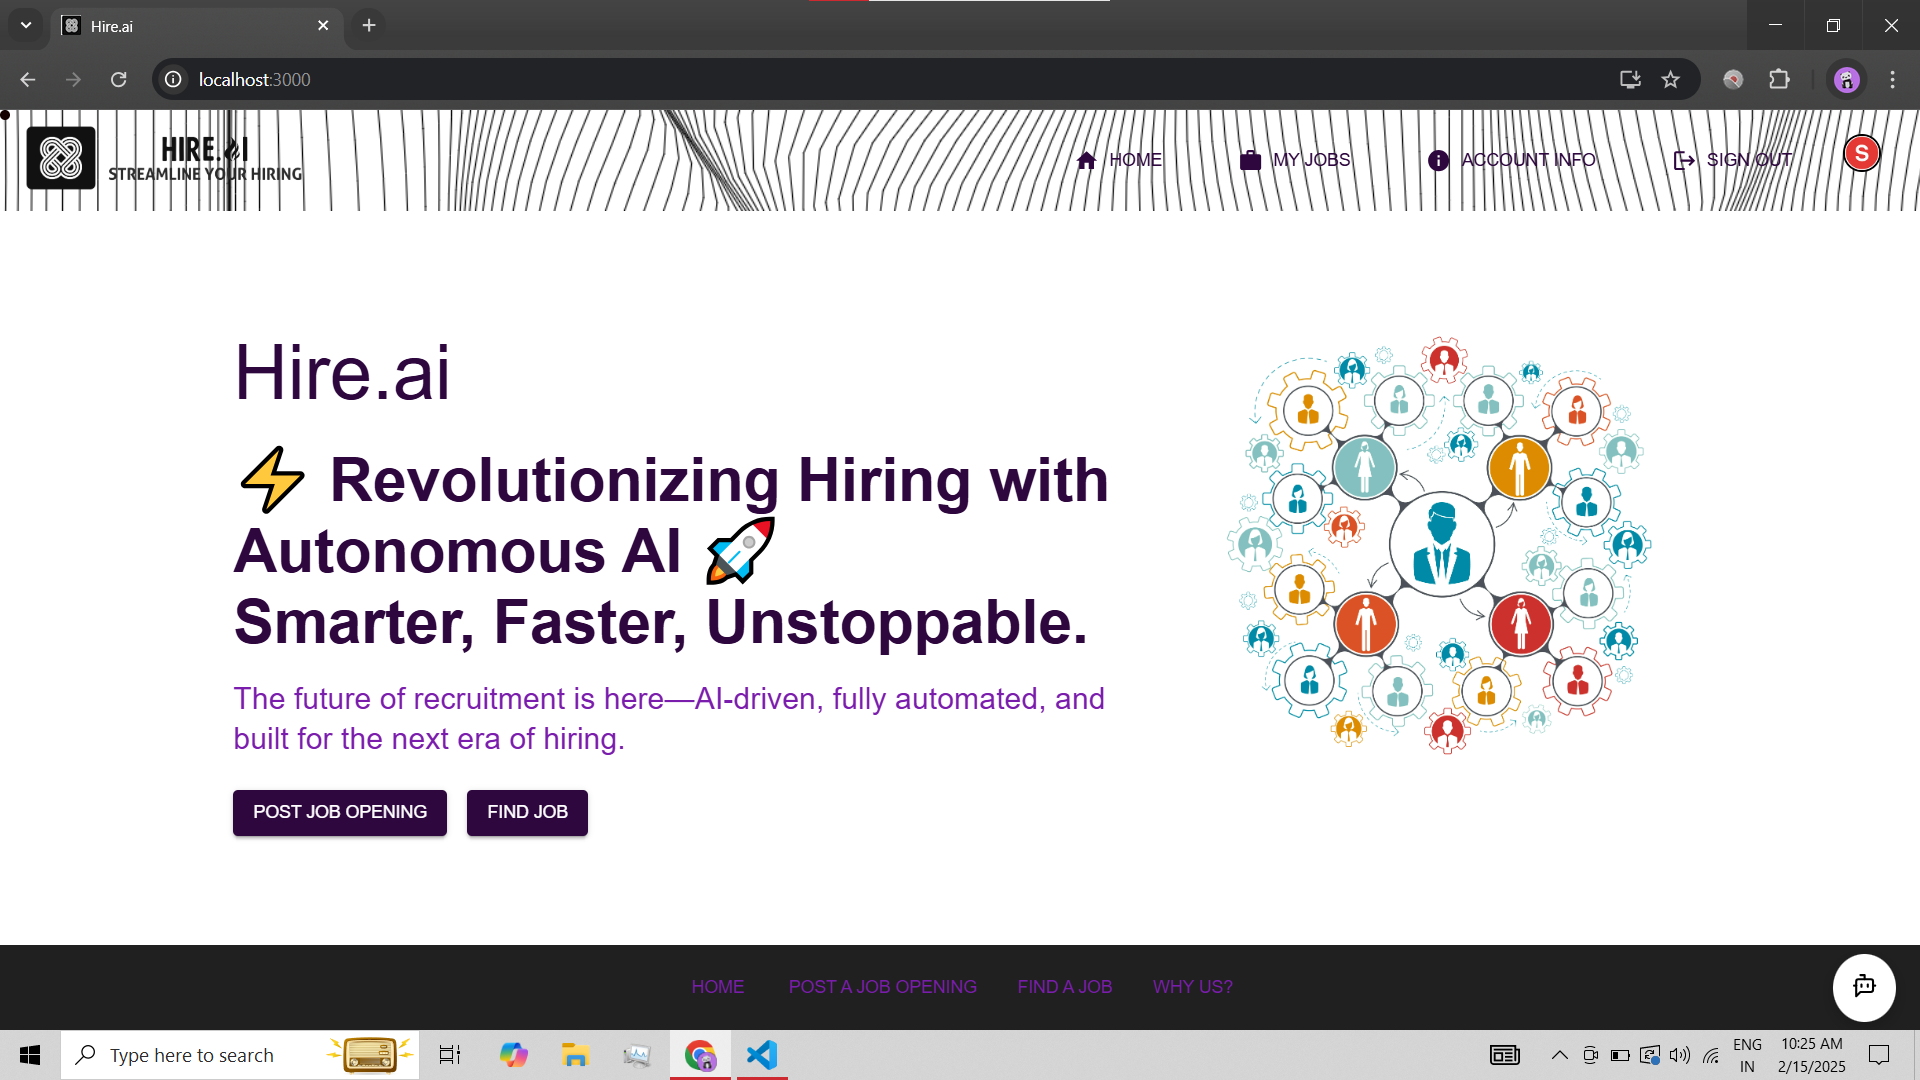 Hire.ai
localhost:3000
HIRE.AI
STREAMLINE YOUR HIRING
HOME
MY JOBS
ACCOUNT INFO
SIGN OUT
S
Hire.ai
⚡ Revolutionizing Hiring with
Autonomous AI 🚀
Smarter, Faster, Unstoppable.
The future of recruitment is here—AI-driven, fully automated, and
built for the next era of hiring.
POST JOB OPENING
FIND JOB
HOME
POST A JOB OPENING
FIND A JOB
WHY US?
Type here to search
ENG
IN
10:25 AM
2/15/2025